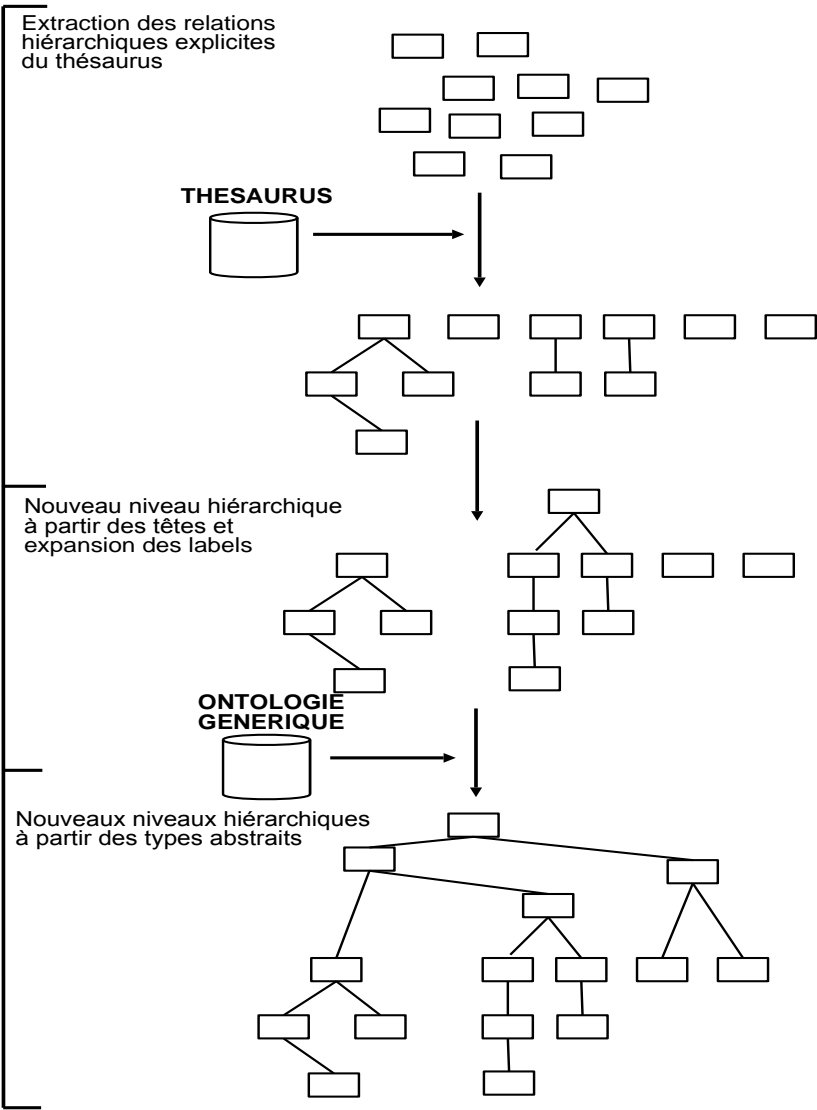 Extraction des relations
hiérarchiques explicites
du thésaurus
THESAURUS
Nouveau niveau hiérarchique
à partir des têtes et
expansion des labels
ONTOLOGIE
GENERIQUE
Nouveaux niveaux hiérarchiques
à partir des types abstraits